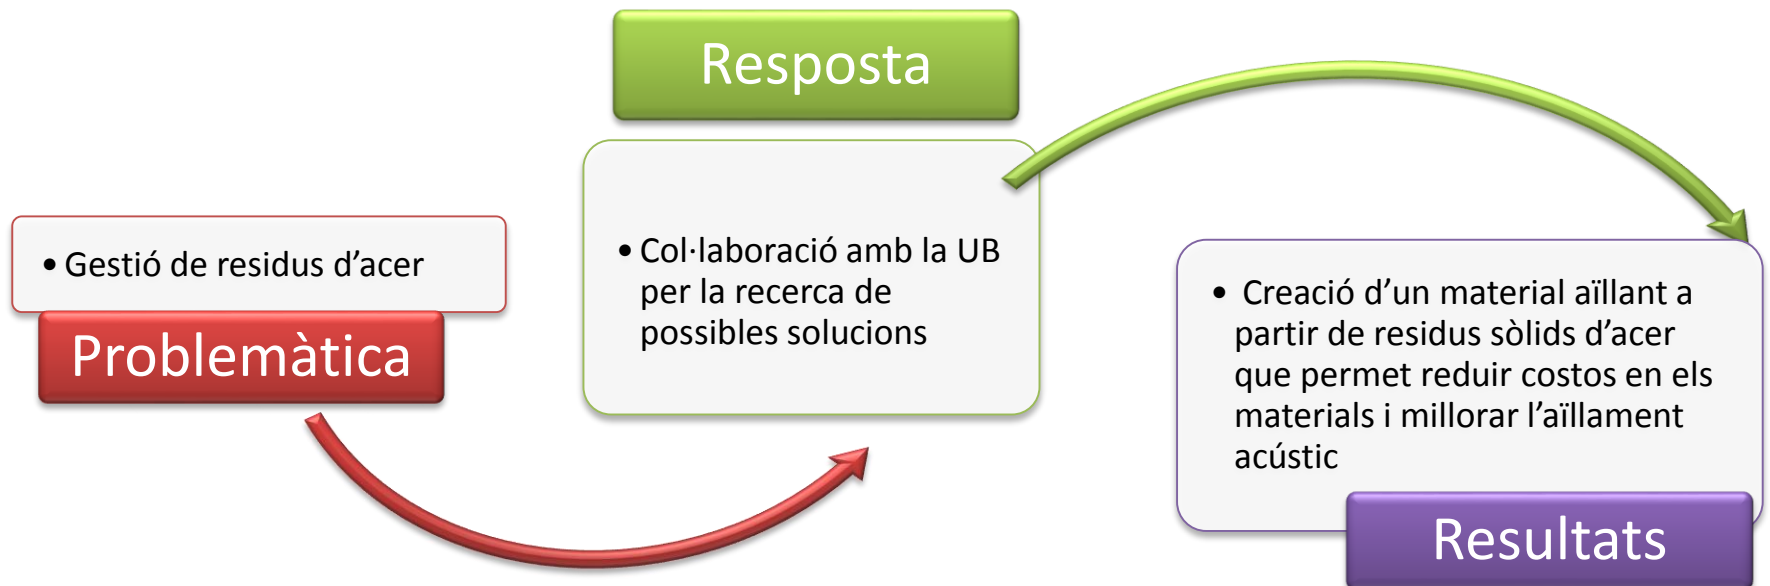 • Gestió de residus d’acer
Problemàtica
Resposta
• Col·laboració amb la UB
per la recerca de
possibles solucions
• Creació d’un material aïllant a
partir de residus sòlids d’acer
que permet reduir costos en els
materials i millorar l’aïllament
acústic
Resultats